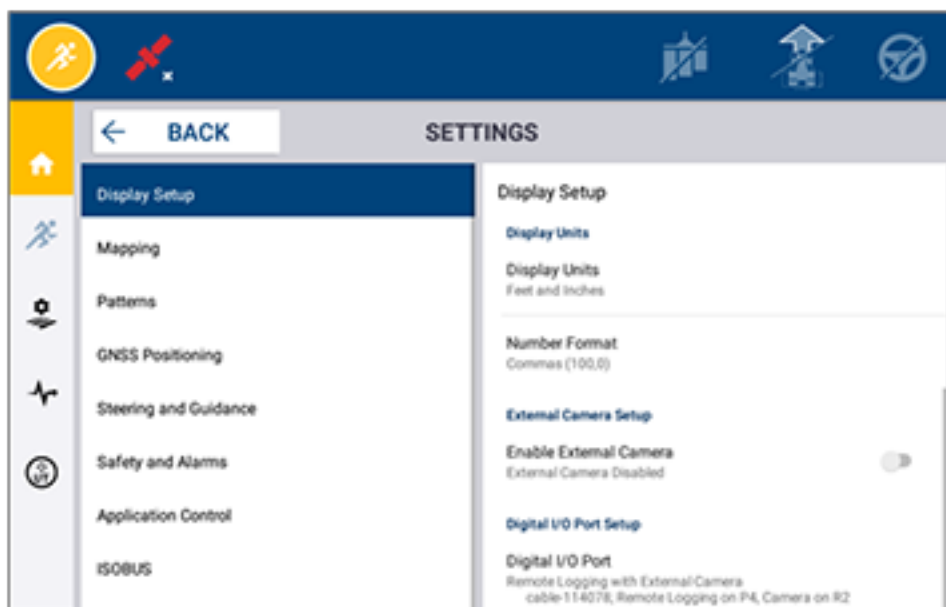 BACK
SETTINGS
Display Setup
Mapping
Patterns
GNSS Positioning
Steering and Guidance
Safety and Alarms
Application Control
ISOBUS
Display Setup
Display Units
Display Units
Feet and Inches
Number Format
Commas (100,0)
External Camera Setup
Enable External Camera
External Camera Disabled
Digital I/O Port Setup
Digital I/O Port
Remote Logging with External Camera
cable-114078; Remote Logging on P4, Camera on R2